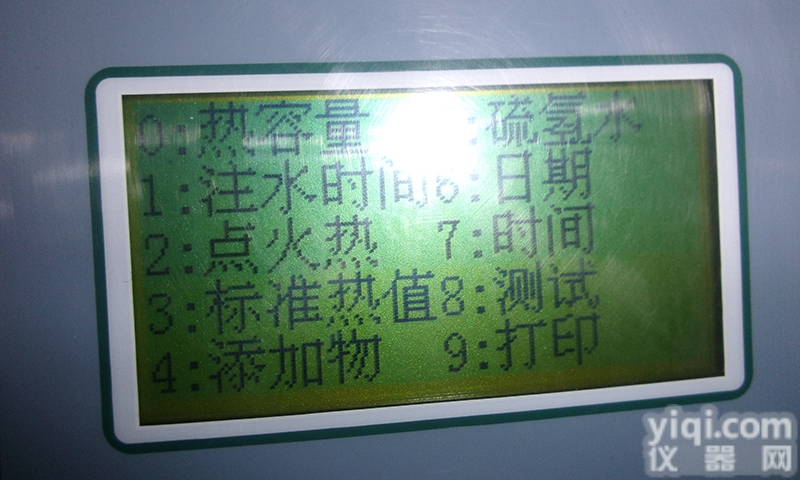 0:热容量 :硫氢水
1:注水时间6:日期
2:点火热 7:时间
3:标准热值8:测试
4:添加物 9:打印
yiqi.com
仪器网